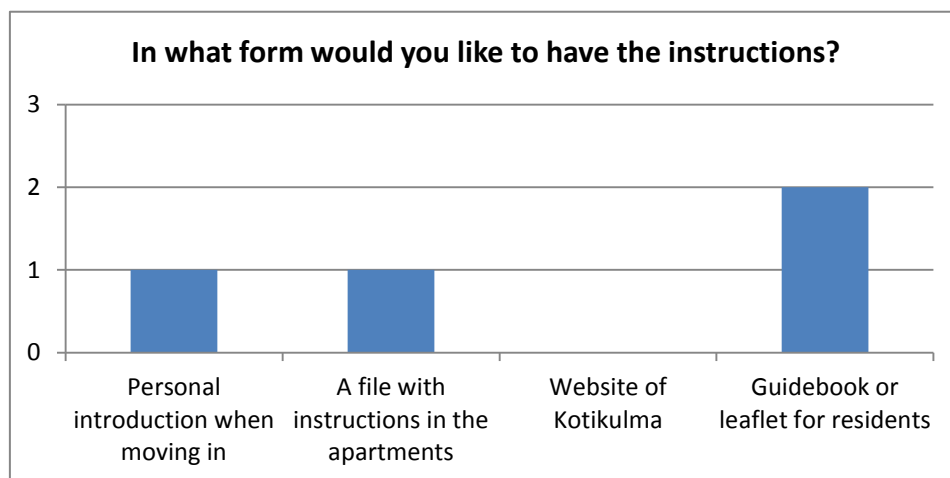 In what form would you like to have the instructions?
3
2
1
0
Personal
introduction when
moving in
A file with
instructions in the
apartments
Website of
Kotikulma
Guidebook or
leaflet for residents